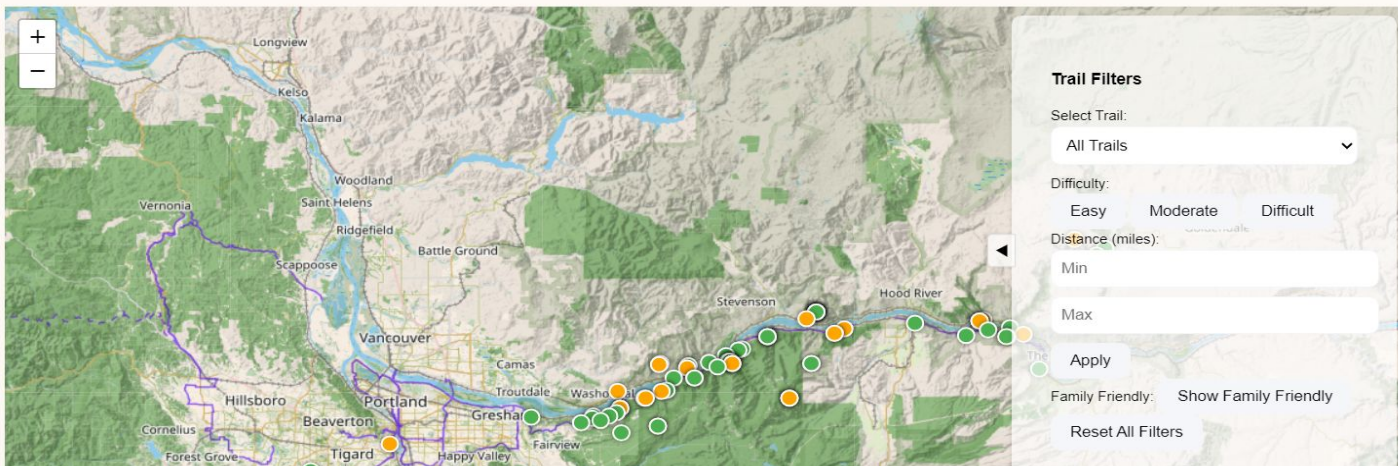 +
−
Longview
Kelso
Kalama
Woodland
Saint Helens
Vernonia
Ridgefield
Battle Ground
Scappoose
Stevenson
Hood River
Vancouver
Camas
Troutdale
Hillsboro
Portland
Beaverton
Gresha
Cornelius
Fairview
Tigard
Happy Valley
Forest Grove
Trail Filters
Select Trail:
All Trails
Difficulty:
Easy Moderate Difficult
Distance (miles):
Min
Max
The
Apply
Family Friendly: Show Family Friendly
Reset All Filters